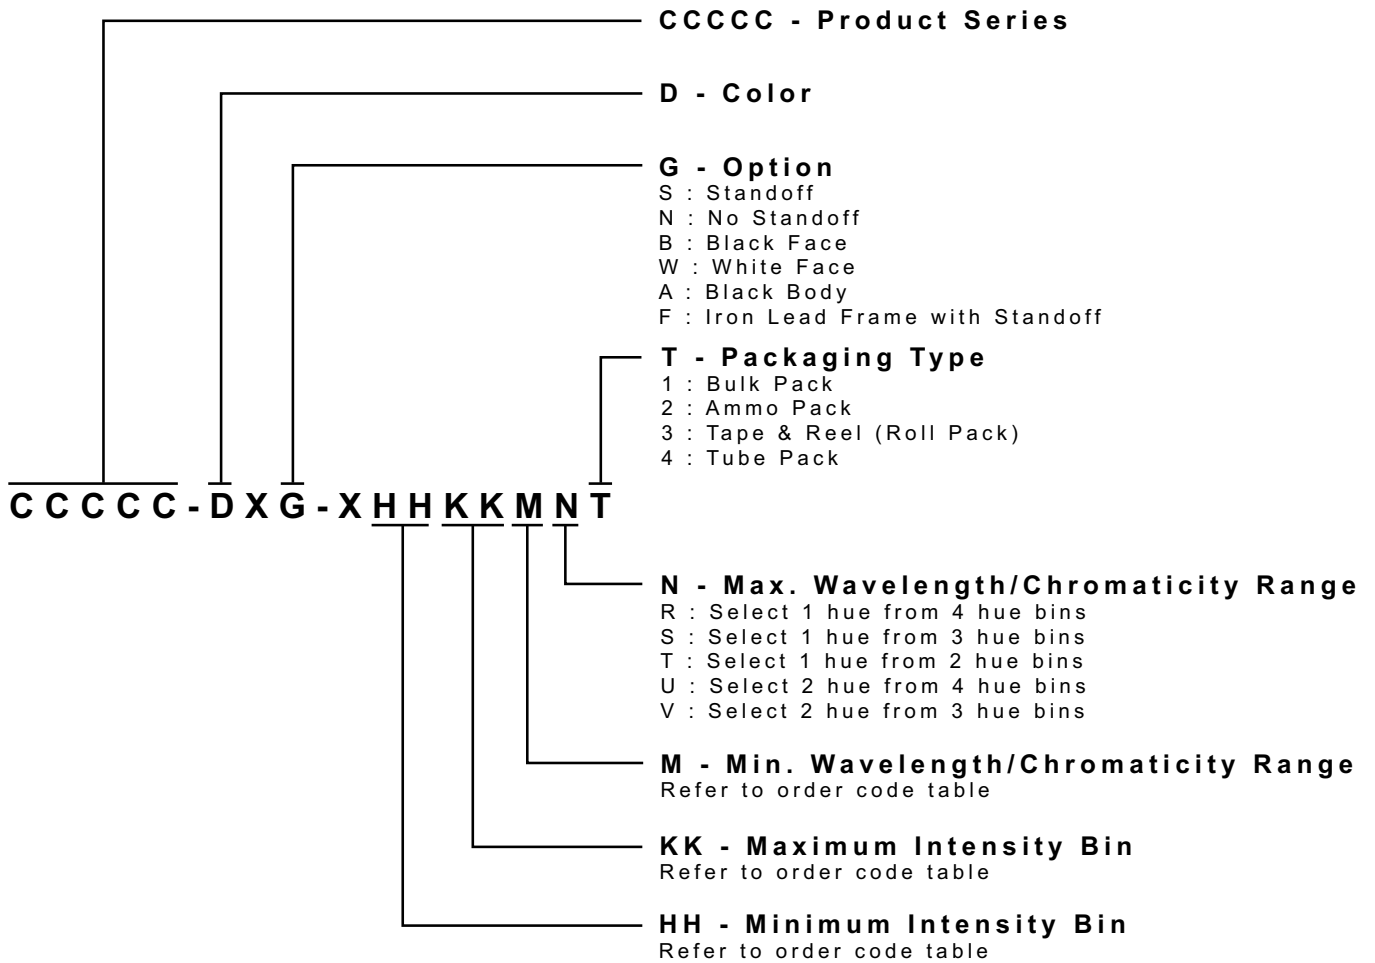 CCCCC - Product Series
D - Color
G - Option
S : Standoff
N : No Standoff
B : Black Face
W : White Face
A : Black Body
F : Iron Lead Frame with Standoff
T - Packaging Type
1 : Bulk Pack
2 : Ammo Pack
3 : Tape & Reel (Roll Pack)
4 : Tube Pack
CCCCC-DXG-XHHKKMNT
N - Max. Wavelength/Chromaticity Range
R : Select 1 hue from 4 hue bins
S : Select 1 hue from 3 hue bins
T : Select 1 hue from 2 hue bins
U : Select 2 hue from 4 hue bins
V : Select 2 hue from 3 hue bins
M - Min. Wavelength/Chromaticity Range
Refer to order code table
KK - Maximum Intensity Bin
Refer to order code table
HH - Minimum Intensity Bin
Refer to order code table